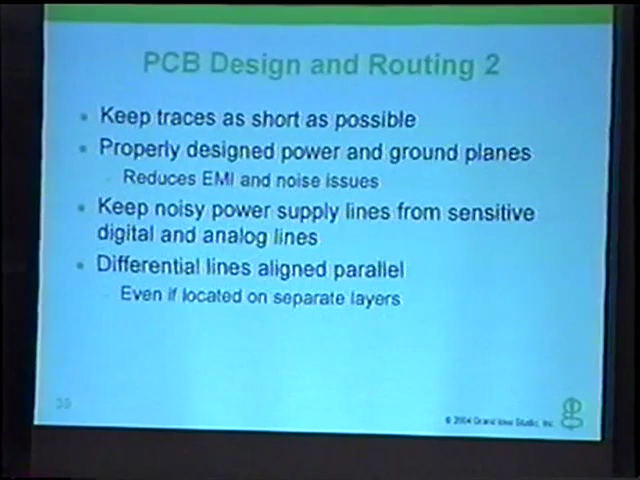 PCB Design and Routing 2
Keep traces as short as possible
Properly designed power and ground planes
Reduces EMI and noise issues
Keep noisy power supply lines from sensitive
digital and analog lines
Differential lines aligned parallel
Even if located on separate layers
39
© 2004 Grand Idea Studio, Inc.